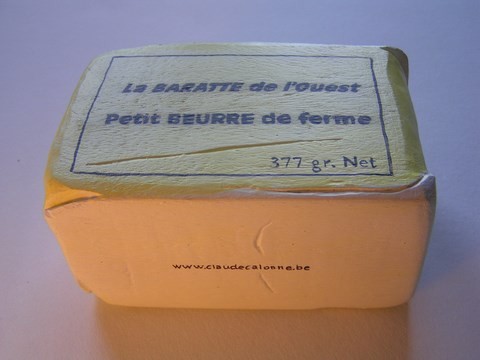 La BARATTE de l'Ouest
Petit BEURRE de ferme
377 gr. Net
www.claudecalonne.be